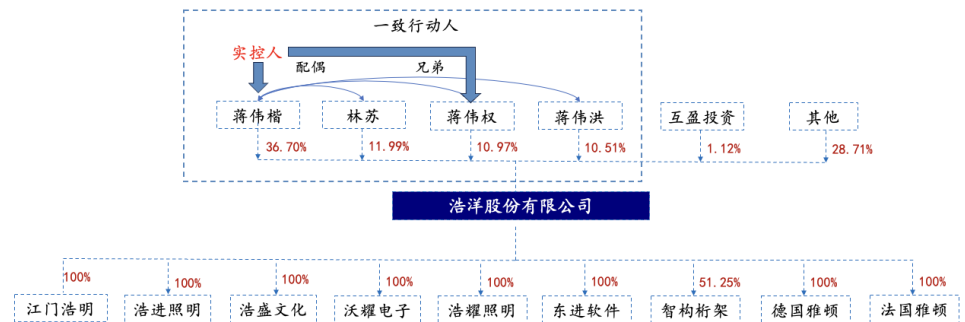 一致行动人
实控人
配偶
兄弟
蒋伟楷
林苏
蒋伟权
蒋伟洪
互盈投资
其他
36.70%
11.99%
10.97%
10.51%
1.12%
28.71%
浩洋股份有限公司
100%
100%
100%
100%
100%
100%
51.25%
100%
100%
江门浩明
浩进照明
浩盛文化
沃耀电子
浩耀照明
东进软件
智构桁架
德国雅顿
法国雅顿